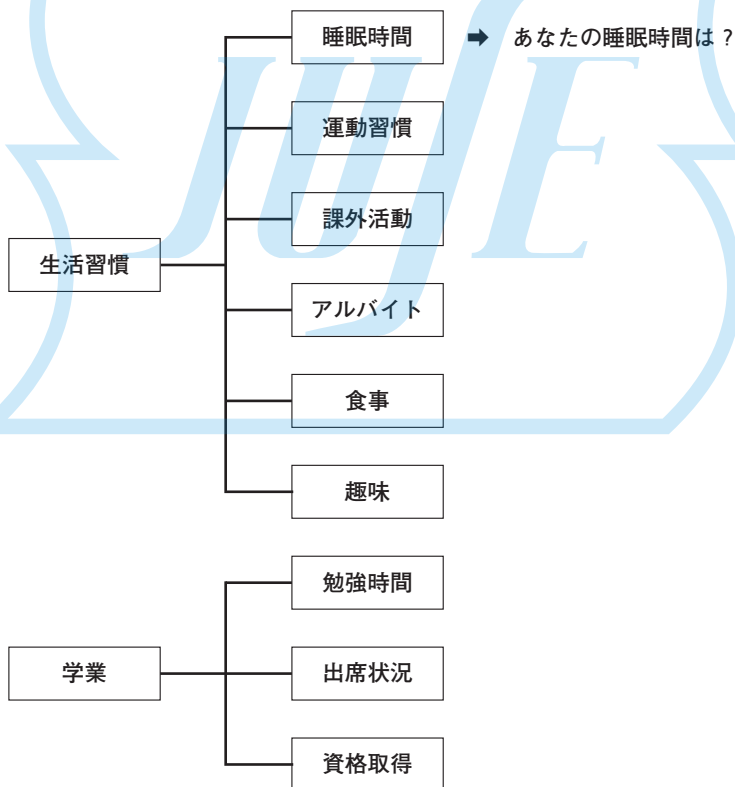 睡眠時間 ➡ あなたの睡眠時間は？
運動習慣
課外活動
生活習慣
アルバイト
食事
趣味
勉強時間
学業
出席状況
資格取得
JUSE